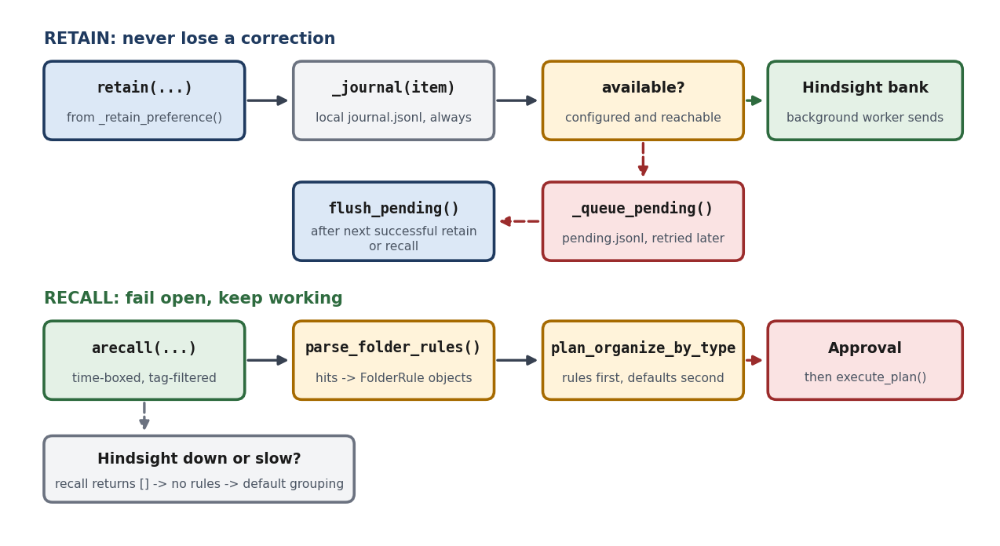 RETAIN: never lose a correction
retain(...)
from _retain_preference()
_journal(item)
local journal.jsonl, always
available?
configured and reachable
Hindsight bank
background worker sends
flush_pending()
after next successful retain
or recall
_queue_pending()
pending.jsonl, retried later
RECALL: fail open, keep working
arecall(...)
time-boxed, tag-filtered
parse_folder_rules()
hits -> FolderRule objects
plan_organize_by_type
rules first, defaults second
Approval
then execute_plan()
Hindsight down or slow?
recall returns [] -> no rules -> default grouping